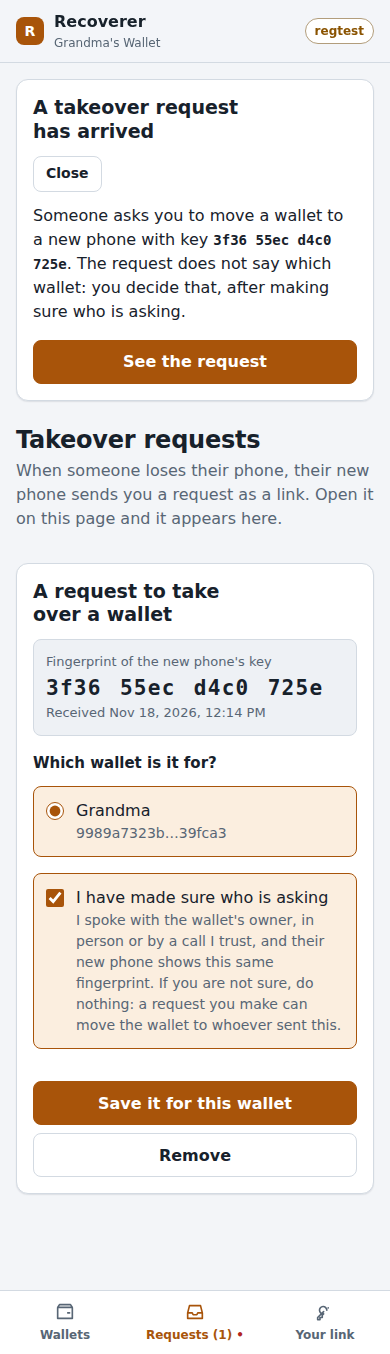 R
Recoverer
Grandma's Wallet
regtest
A takeover request
has arrived
Close
Someone asks you to move a wallet to
a new phone with key 3f36 55ec d4c0
725e. The request does not say which
wallet: you decide that, after making
sure who is asking.
See the request
Takeover requests
When someone loses their phone, their new
phone sends you a request as a link. Open it
on this page and it appears here.
A request to take
over a wallet
Fingerprint of the new phone's key
3f36 55ec d4c0 725e
Received Nov 18, 2026, 12:14 PM
Which wallet is it for?
Grandma
9989a7323b…39fca3
I have made sure who is asking
I spoke with the wallet's owner, in
person or by a call I trust, and their
new phone shows this same
fingerprint. If you are not sure, do
nothing: a request you make can
move the wallet to whoever sent this.
Save it for this wallet
Remove
Wallets
Requests (1) •
Your link